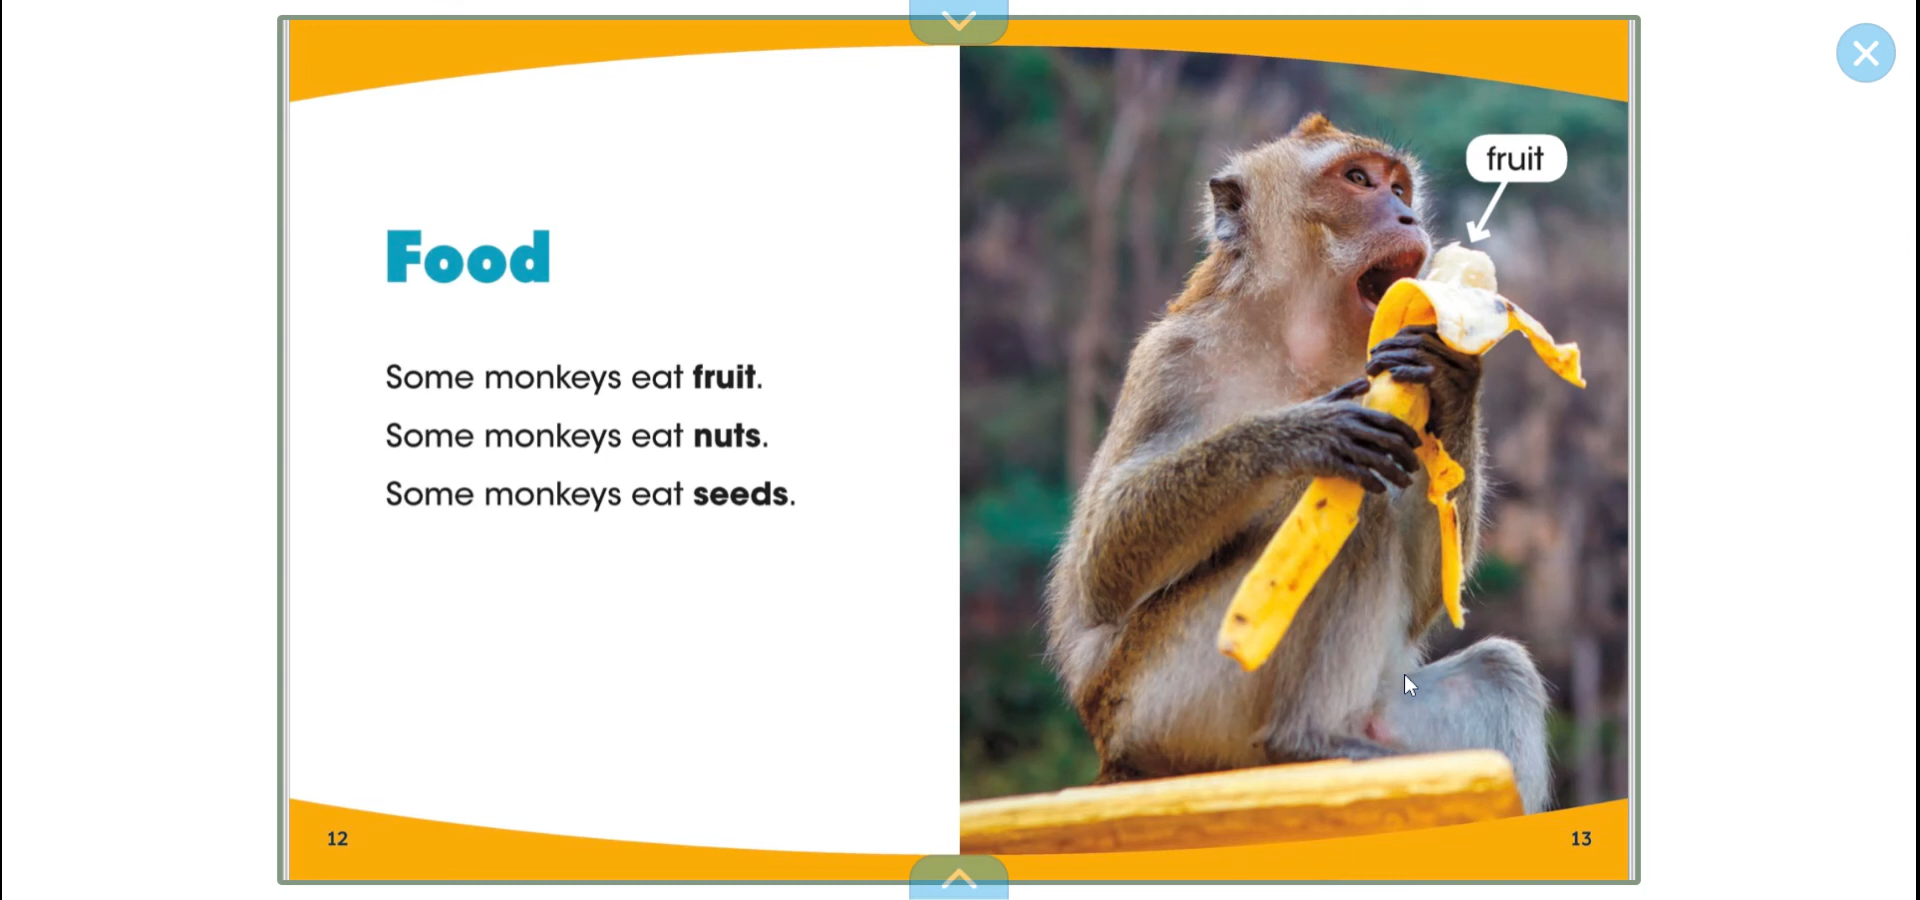 Food
Some monkeys eat fruit.
Some monkeys eat nuts.
Some monkeys eat seeds.
12
fruit
13